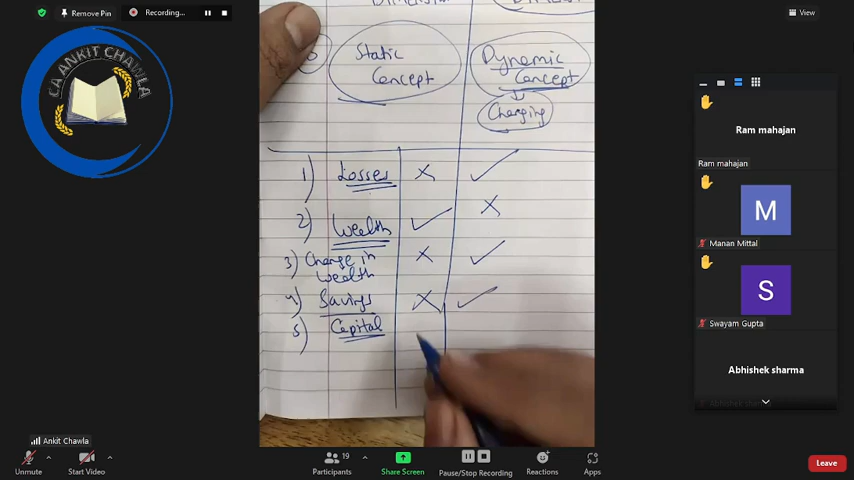 Remove Pin
Recording...
View
CA ANKIT CHAWLA
Static
Concept
Dynamic
Concept
Changing
1) Losses
2) Wealth
3) Change in
Wealth
4) Savings
5) Capital
Ram mahajan
Ram mahajan
M
Manan Mittal
S
Swayam Gupta
Abhishek sharma
Ankit Chawla
Unmute
Start Video
Participants
19
Share Screen
Pause/Stop Recording
Reactions
Apps
Leave